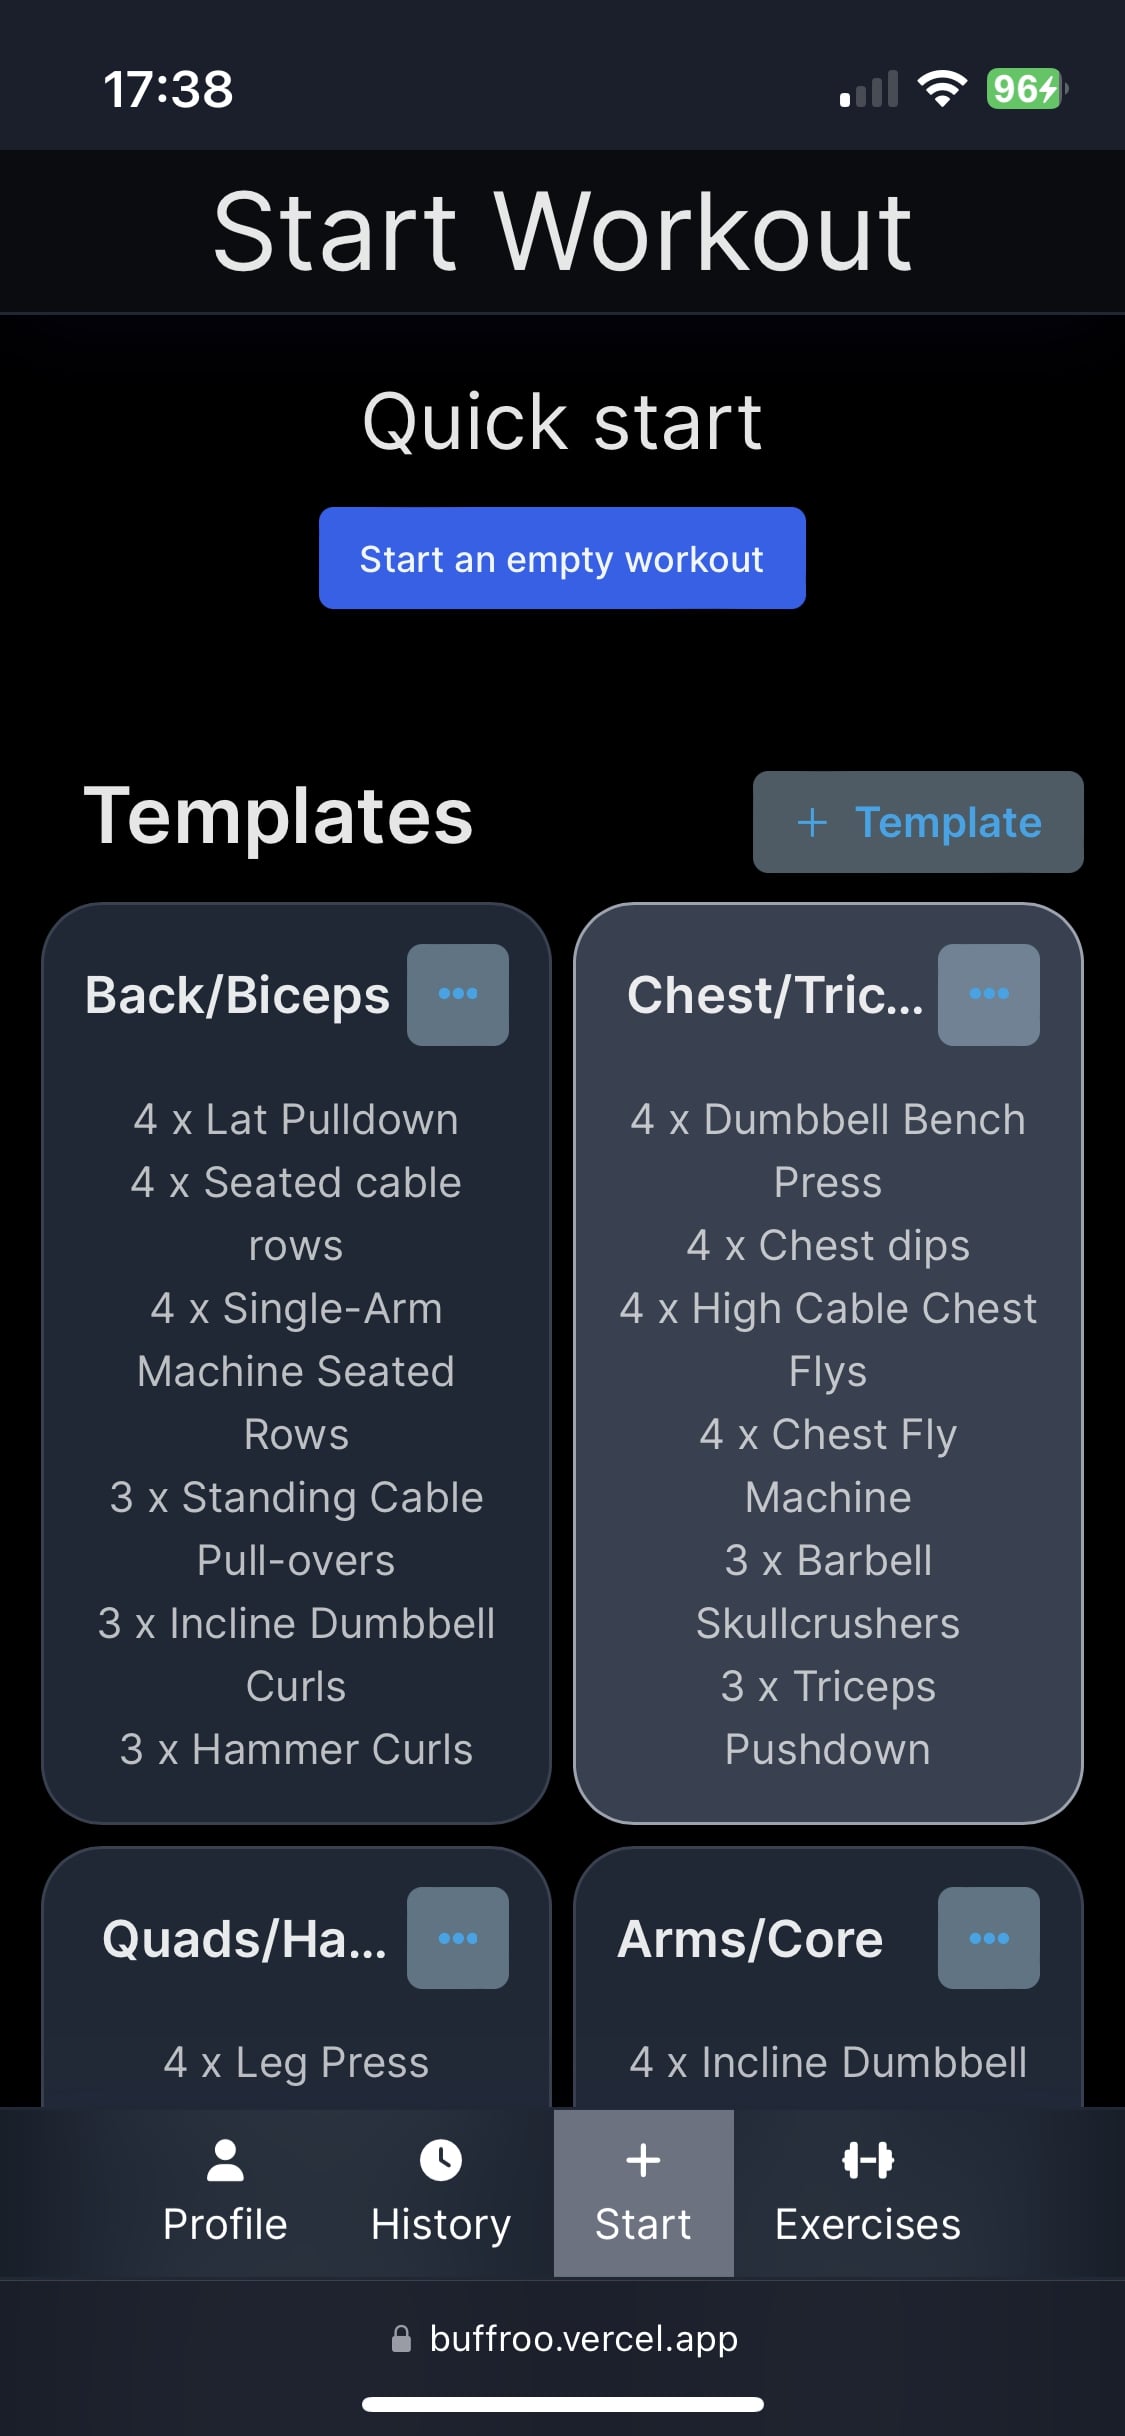 17:38
96
Start Workout
Quick start
Start an empty workout
Templates
+ Template
Back/Biceps
4 x Lat Pulldown
4 x Seated cable
rows
4 x Single-Arm
Machine Seated
Rows
3 x Standing Cable
Pull-overs
3 x Incline Dumbbell
Curls
3 x Hammer Curls
Chest/Tric...
4 x Dumbbell Bench
Press
4 x Chest dips
4 x High Cable Chest
Flys
4 x Chest Fly
Machine
3 x Barbell
Skullcrushers
3 x Triceps
Pushdown
Quads/Ha...
4 x Leg Press
Arms/Core
4 x Incline Dumbbell
Profile
History
Start
Exercises
buffroo.vercel.app